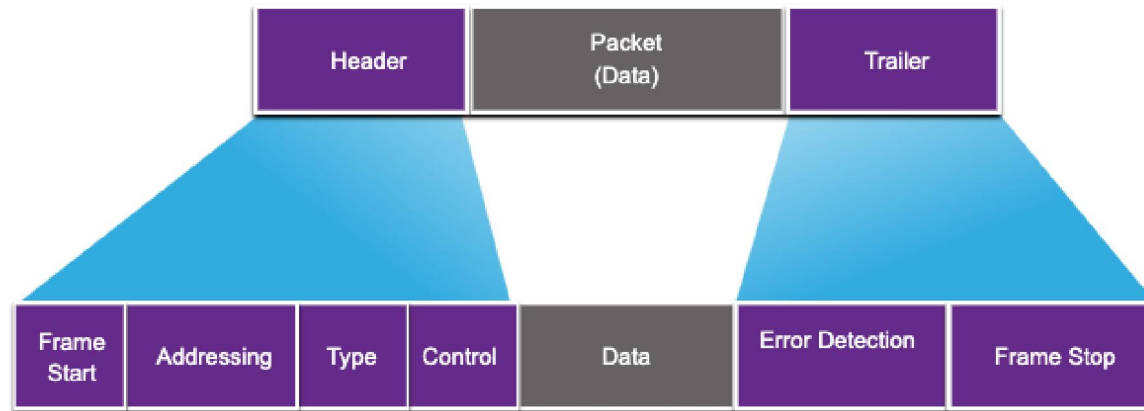 Header
Packet
(Data)
Trailer
Frame
Start
Addressing
Type
Control
Data
Error Detection
Frame Stop